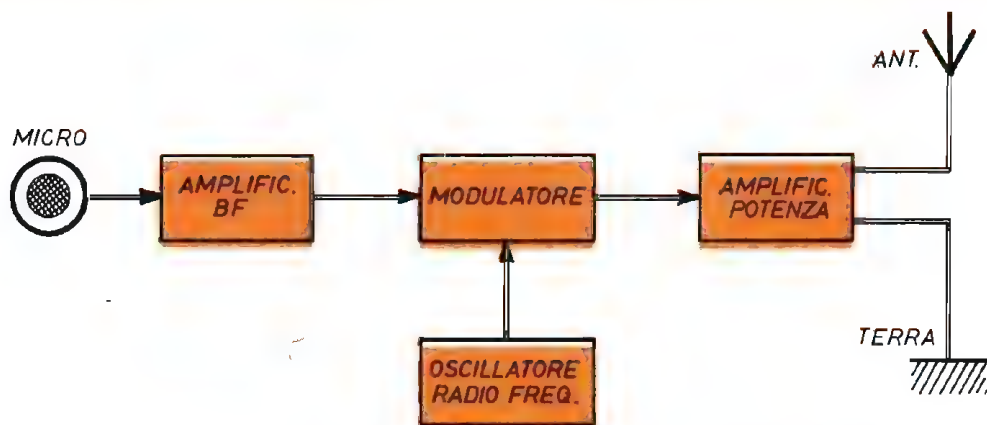 ANT.
MICRO
AMPLIFIC.
BF
MODULATORE
AMPLIFIC.
POTENZA
TERRA
OSCILLATORE
RADIO FREQ.